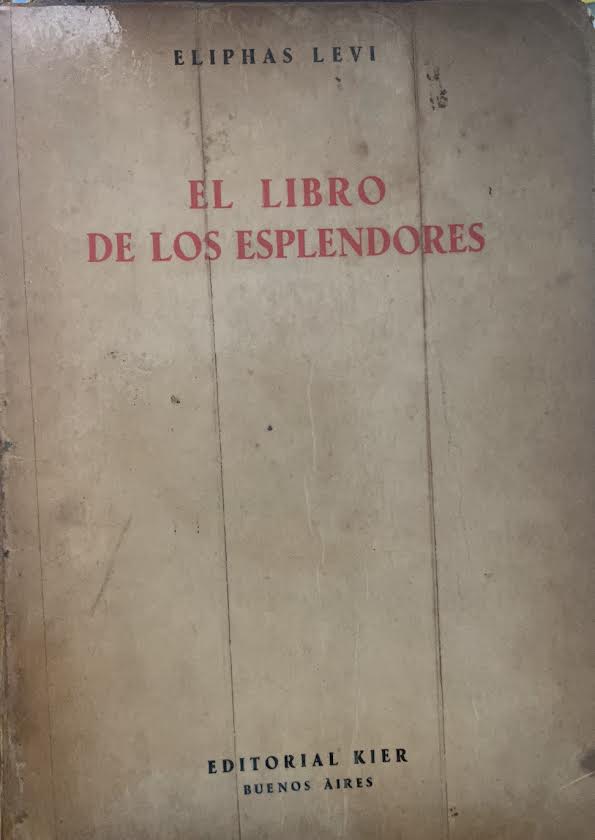 ELIPHAS LEVI
EL LIBRO
DE LOS ESPLENDORES
EDITORIAL KIER
BUENOS AIRES